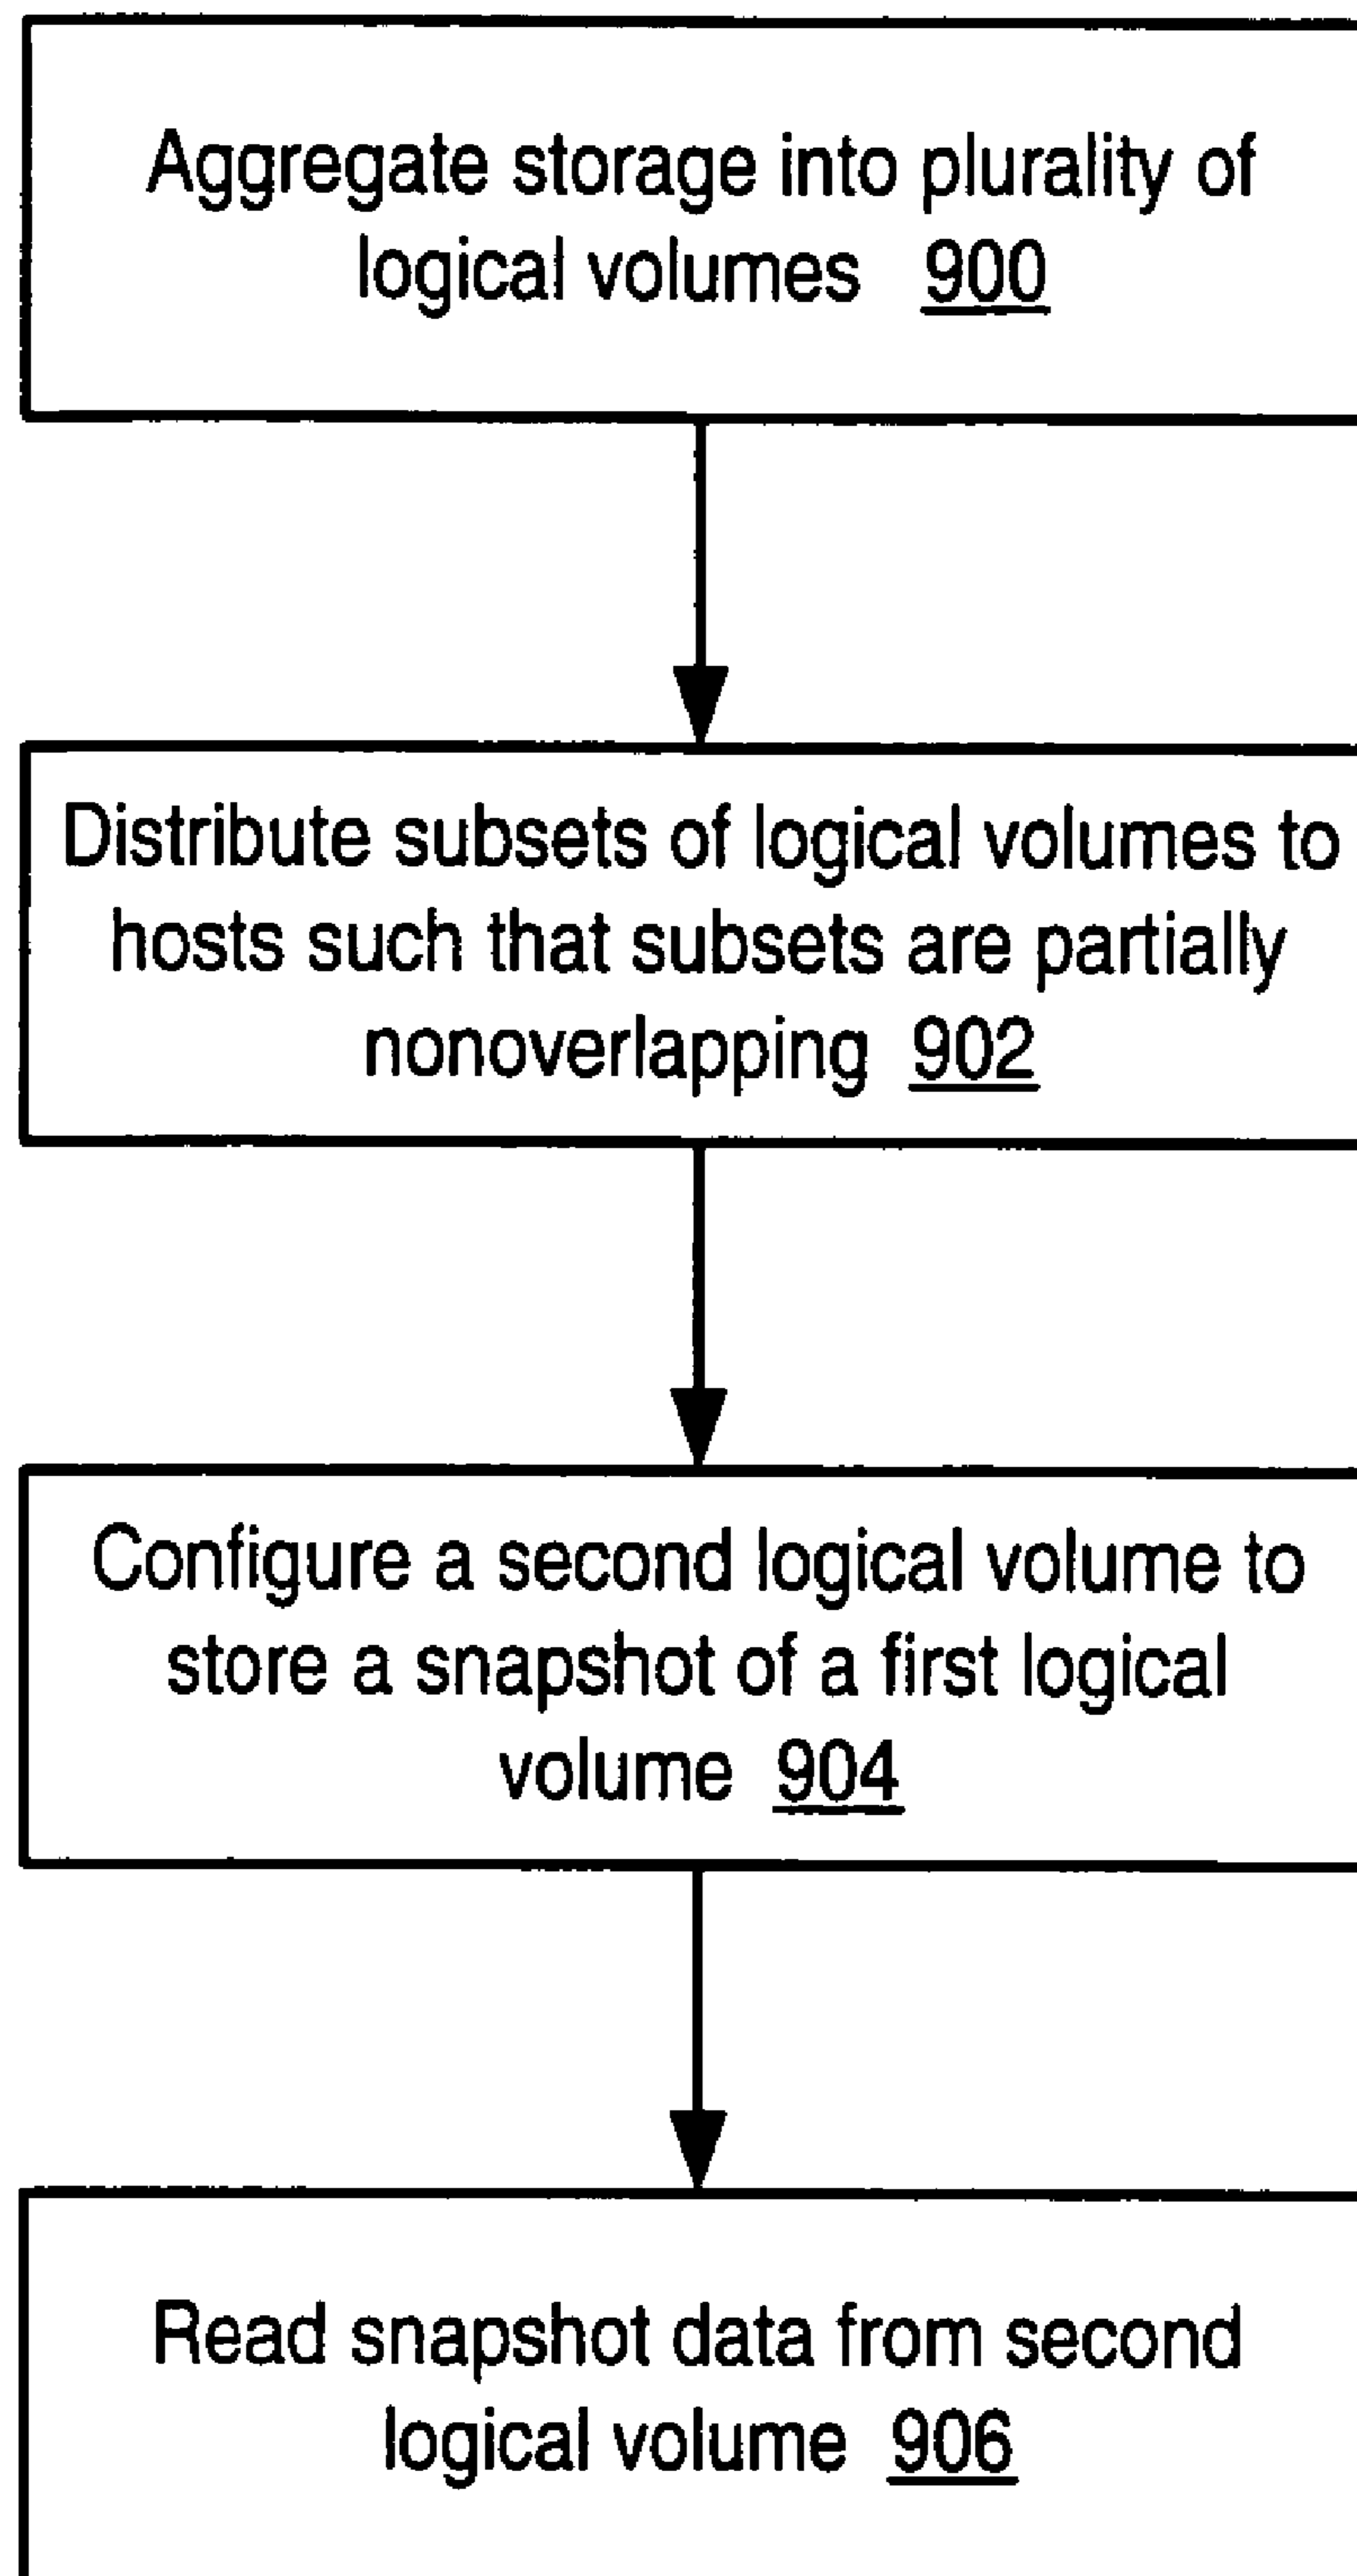 Aggregate storage into plurality of
logical volumes 900
Distribute subsets of logical volumes to
hosts such that subsets are partially
nonoverlapping 902
Configure a second logical volume to
store a snapshot of a first logical
volume 904
Read snapshot data from second
logical volume 906